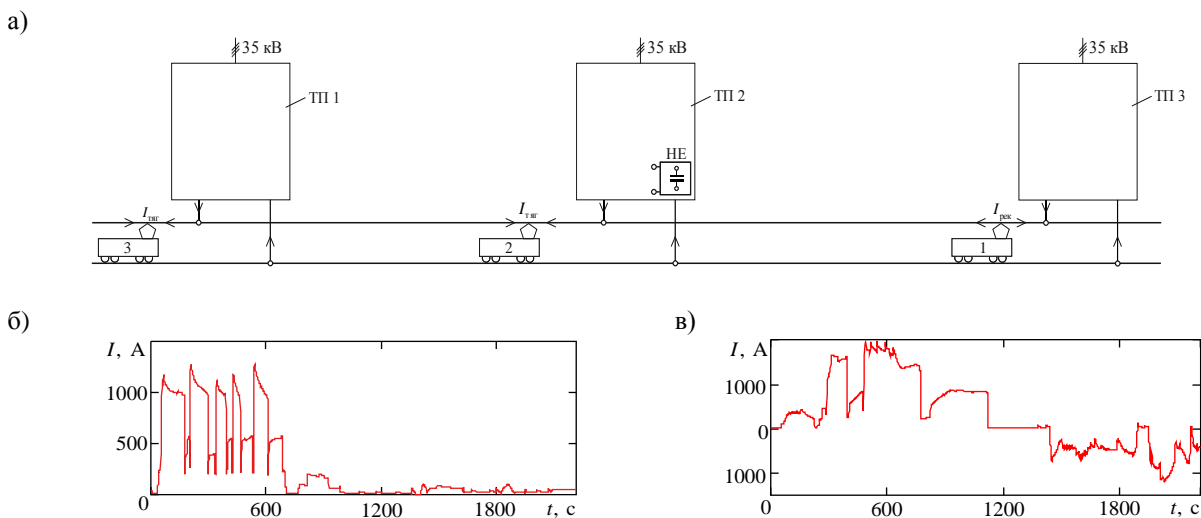 а)
35 кВ 35 кВ 35 кВ
ТП 1 ТП 2 ТП 3
НЕ
Iтяг Iтяг Iрек
3 2 1
б) в)
I, А I, А
1000 1000
500 0
0 600 1200 1800 t, с
1000
0 600 1200 1800 t, с